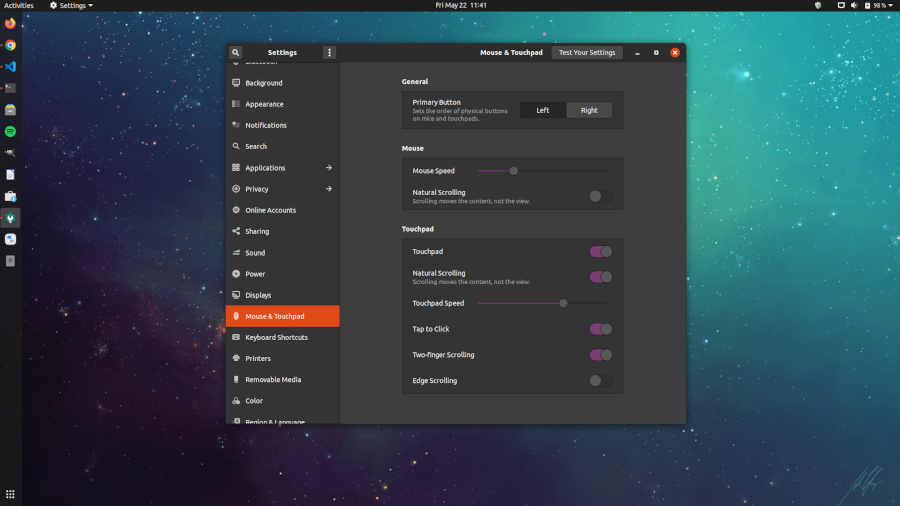 Activities
Settings
Fri May 22 11:41
98%
Settings
Mouse & Touchpad
Test Your Settings
Bluetooth
Background
Appearance
Notifications
Search
Applications
Privacy
Online Accounts
Sharing
Sound
Power
Displays
Mouse & Touchpad
Keyboard Shortcuts
Printers
Removable Media
Color
Region & Language
General
Primary Button
Sets the order of physical buttons
on mice and touchpads.
Left
Right
Mouse
Mouse Speed
Natural Scrolling
Scrolling moves the content, not the view.
Touchpad
Touchpad
Natural Scrolling
Scrolling moves the content, not the view.
Touchpad Speed
Tap to Click
Two-finger Scrolling
Edge Scrolling